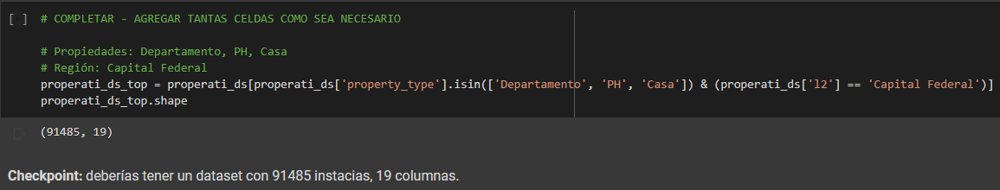 [ ] # COMPLETAR - AGREGAR TANTAS CELDAS COMO SEA NECESARIO
# Propiedades: Departamento, PH, Casa
# Región: Capital Federal
properati_ds_top = properati_ds[properati_ds['property_type'].isin(['Departamento', 'PH', 'Casa']) & (properati_ds['l2'] == 'Capital Federal')]
properati_ds_top.shape
(91485, 19)
Checkpoint: deberías tener un dataset con 91485 instacias, 19 columnas.